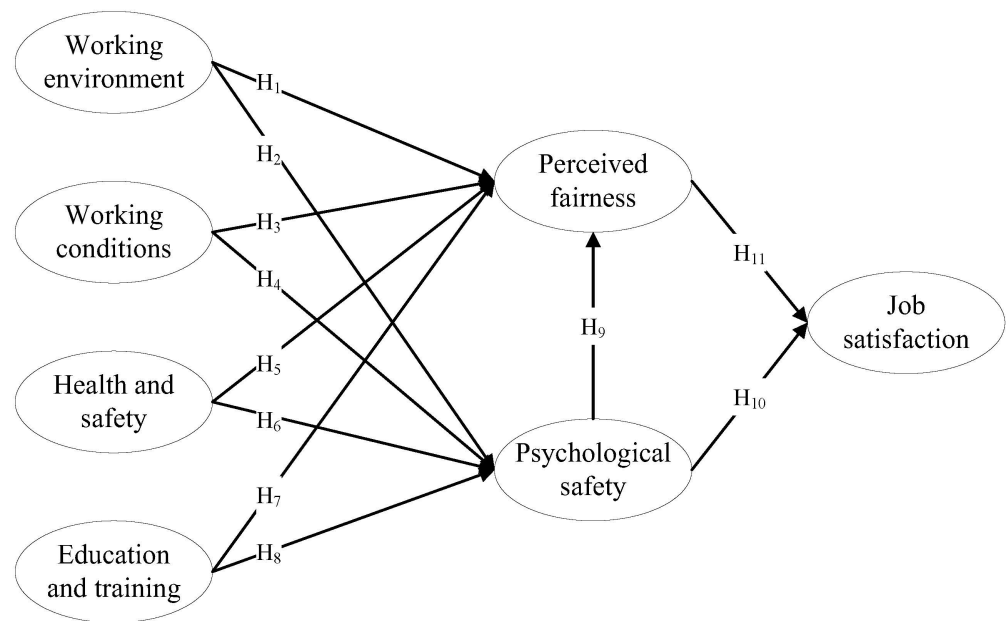 Working
environment
H₁
H₂
Working
conditions
H₃
H₄
Health and
safety
H₅
H₆
Education
and training
H₇
H₈
Perceived
fairness
H₉
Psychological
safety
H₁₁
H₁₀
Job
satisfaction